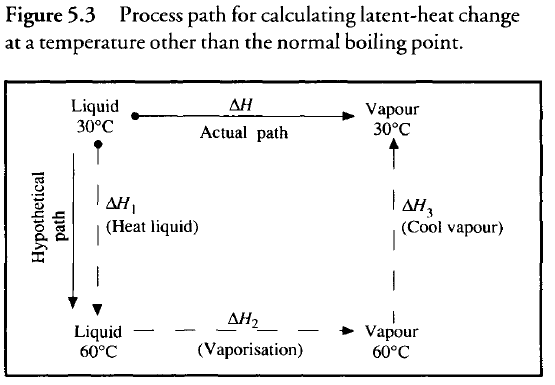 Figure 5.3 Process path for calculating latent-heat change
at a temperature other than the normal boiling point.
Liquid
30°C
ΔH
Actual path
Vapour
30°C
Hypothetical
path
ΔH₁
(Heat liquid)
ΔH₃
(Cool vapour)
Liquid
60°C
ΔH₂
(Vaporisation)
Vapour
60°C